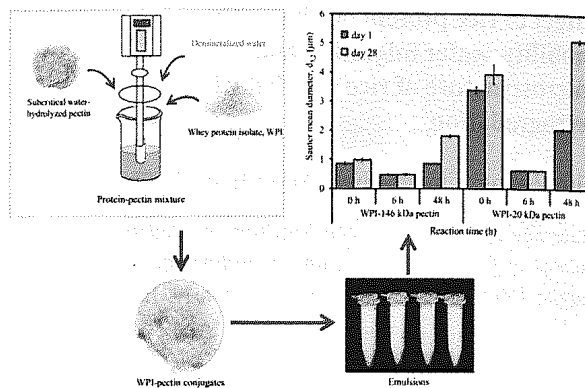 Demineralized water
Subcritical water-
hydrolyzed pectin
Whey protein isolate, WPI
Protein-pectin mixture
Sauter mean diameter, d3,2 (μm)
6
5
4
3
2
1
0
day 1
day 28
0 h
6 h
48 h
0 h
6 h
48 h
WPI-146 kDa pectin
WPI-20 kDa pectin
Reaction time (h)
WPI-pectin conjugates
Emulsions